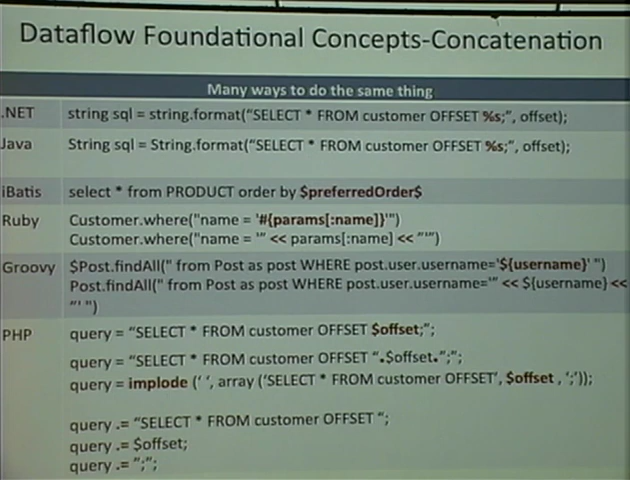 Dataflow Foundational Concepts-Concatenation
Many ways to do the same thing
.NET string sql = string.format("SELECT * FROM customer OFFSET %s;", offset);
Java String sql = String.format("SELECT * FROM customer OFFSET %s;", offset);
iBatis select * from PRODUCT order by $preferredOrder$
Ruby Customer.where("name = '#{params[:name]}'")
Customer.where("name = '" << params[:name] << "'")
Groovy $Post.findAll(" from Post as post WHERE post.user.username='${username}' ")
Post.findAll(" from Post as post WHERE post.user.username='" << ${username} <<
"' ")
PHP query = "SELECT * FROM customer OFFSET $offset;";
query = "SELECT * FROM customer OFFSET ".$offset.";";
query = implode (' ', array ('SELECT * FROM customer OFFSET', $offset , ';'));
query .= "SELECT * FROM customer OFFSET ";
query .= $offset;
query .= ";";